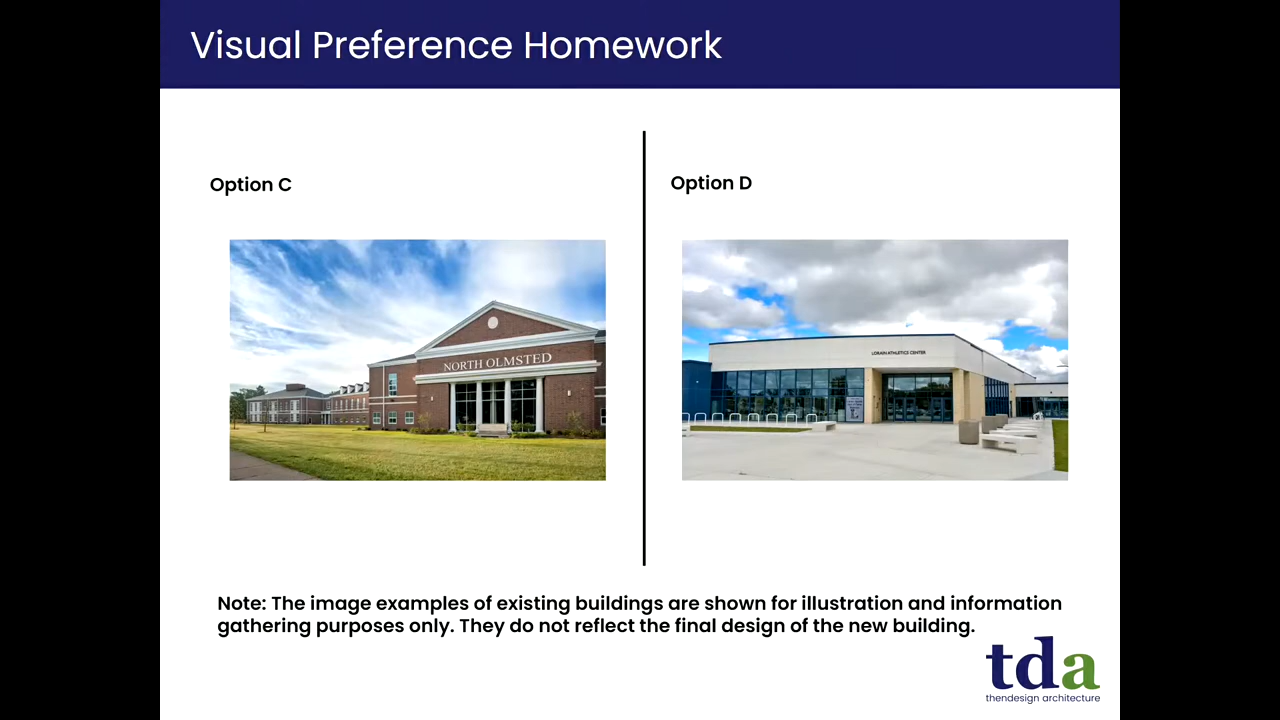 Visual Preference Homework
Option C
Option D
NORTH OLMSTED
LORAIN ATHLETICS CENTER
Note: The image examples of existing buildings are shown for illustration and information
gathering purposes only. They do not reflect the final design of the new building.
tda
thendesign architecture